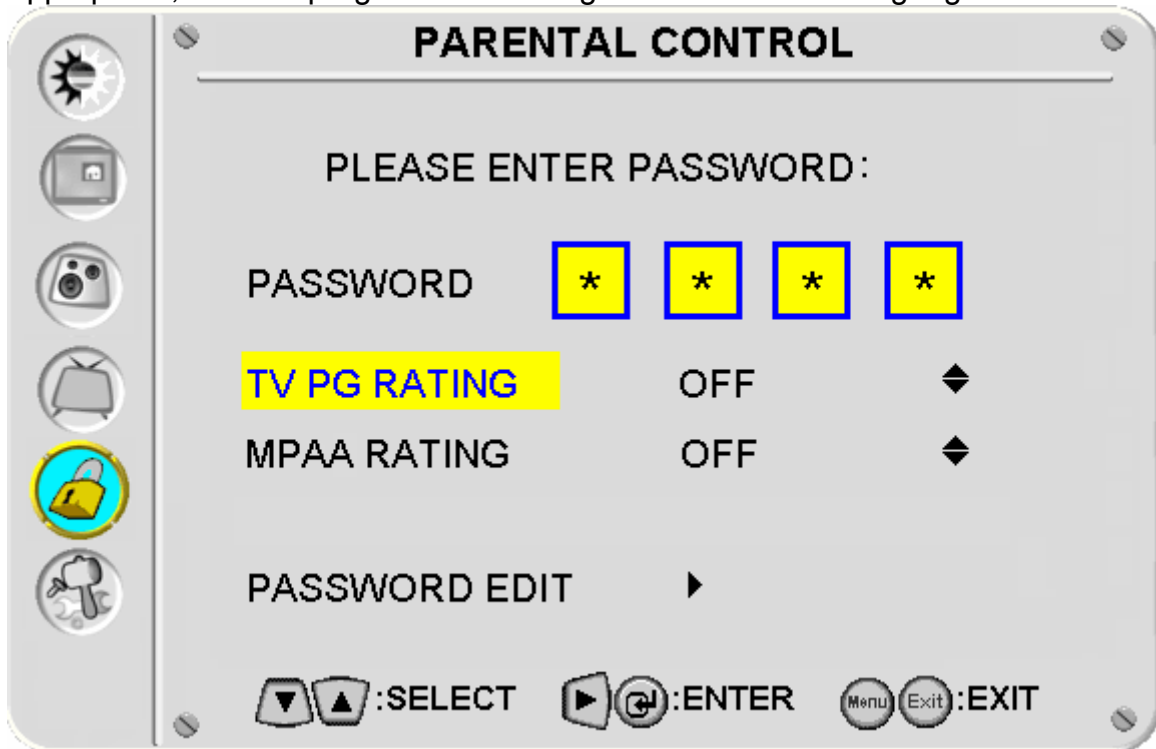 PARENTAL CONTROL
PLEASE ENTER PASSWORD:
PASSWORD * * * *
TV PG RATING OFF
MPAA RATING OFF
PASSWORD EDIT
:SELECT :ENTER Menu Exit :EXIT